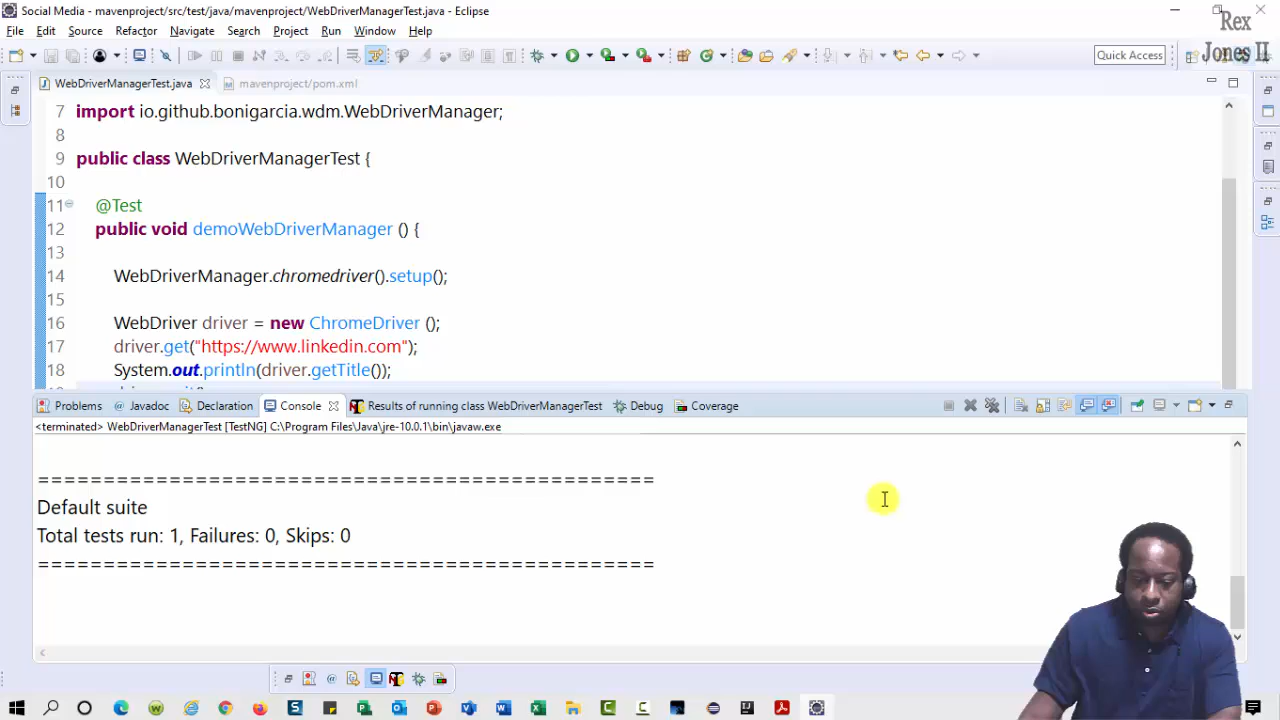 Social Media - mavenproject/src/test/java/mavenproject/WebDriverManagerTest.java - Eclipse
Rex
Jones II
File Edit Source Refactor Navigate Search Project Run Window Help
Quick Access
WebDriverManagerTest.java mavenproject/pom.xml
7 import io.github.bonigarcia.wdm.WebDriverManager;
8
9 public class WebDriverManagerTest {
10
11 @Test
12 public void demoWebDriverManager () {
13
14 WebDriverManager.chromedriver().setup();
15
16 WebDriver driver = new ChromeDriver ();
17 driver.get("https://www.linkedin.com");
18 System.out.println(driver.getTitle());
Problems @ Javadoc Declaration Console Results of running class WebDriverManagerTest Debug Coverage
<terminated> WebDriverManagerTest [TestNG] C:\Program Files\Java\jre-10.0.1\bin\javaw.exe
===============================================
Default suite
Total tests run: 1, Failures: 0, Skips: 0
===============================================